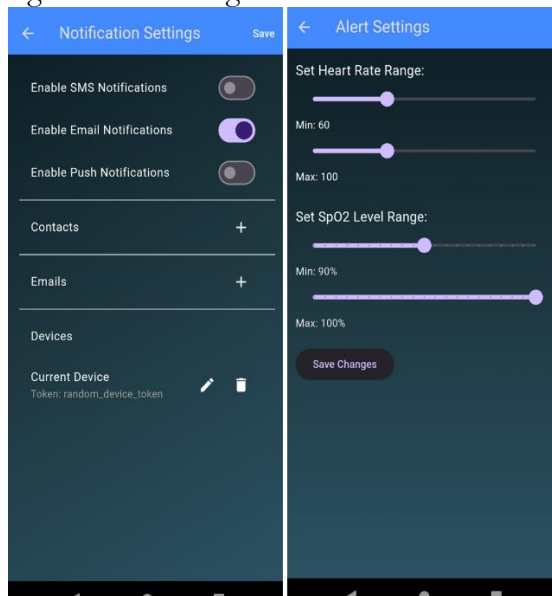 Notification Settings
Save
Enable SMS Notifications
Enable Email Notifications
Enable Push Notifications
Contacts
+
Emails
+
Devices
Current Device
Token: random_device_token
Alert Settings
Set Heart Rate Range:
Min: 60
Max: 100
Set SpO2 Level Range:
Min: 90%
Max: 100%
Save Changes